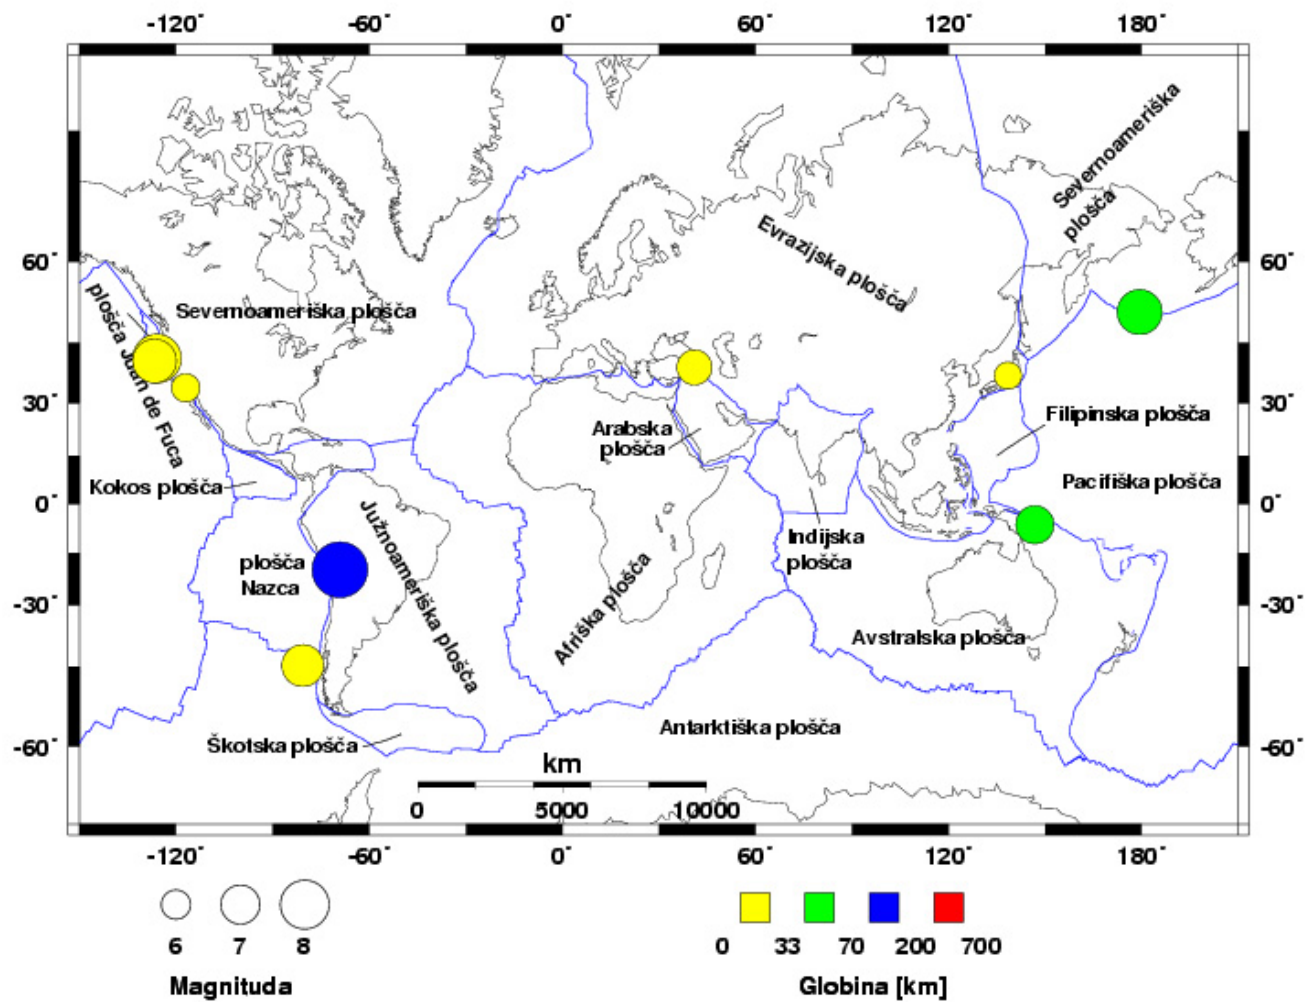 -120° -60° 0° 60° 120° 180°
60° 60°
30° 30°
0° 0°
-30° -30°
-60° -60°
Severnoameriška
plošča
Evrazijska plošča
Severnoameriška plošča
plošča Juan de Fuca
Filipinska plošča
Arabska
plošča
Pacifiška plošča
Kokos plošča
Južnoameriška plošča
Indijska
plošča
plošča
Nazca
Afriška plošča
Avstralska plošča
Antarktiška plošča
Škotska plošča
km
0 5000 10000
-120° -60° 0° 60° 120° 180°
6 7 8
0 33 70 200 700
Magnituda
Globina [km]